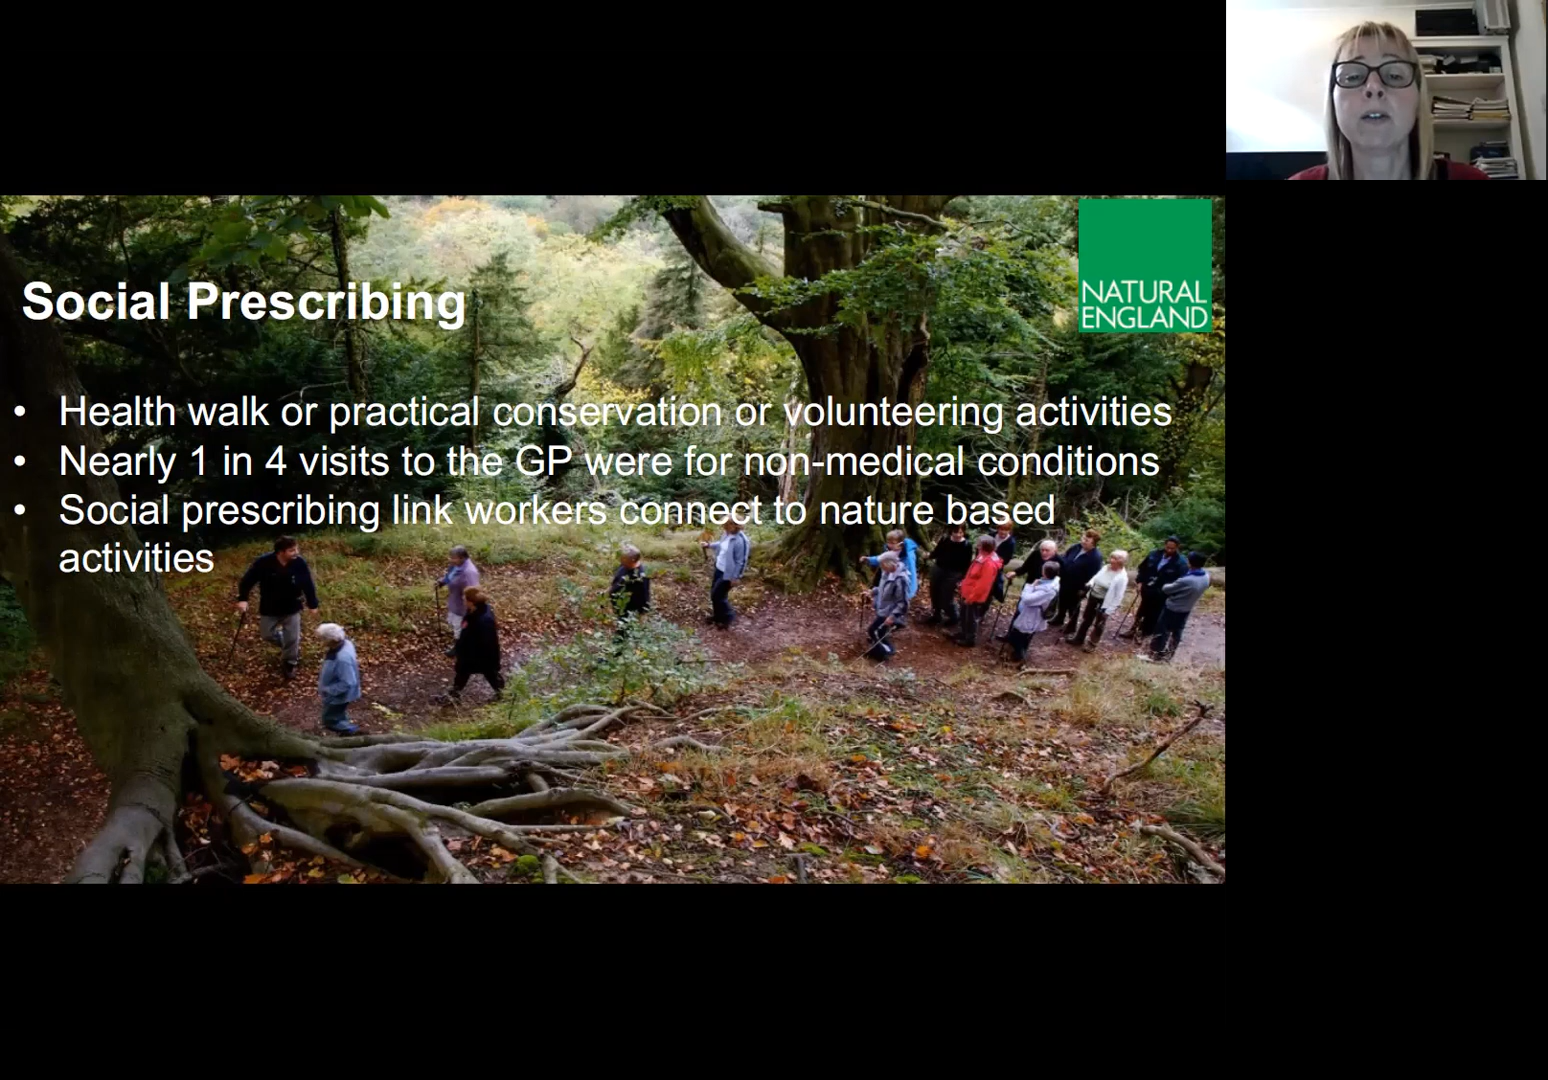 NATURAL
ENGLAND
Social Prescribing
• Health walk or practical conservation or volunteering activities
• Nearly 1 in 4 visits to the GP were for non-medical conditions
• Social prescribing link workers connect to nature based
activities